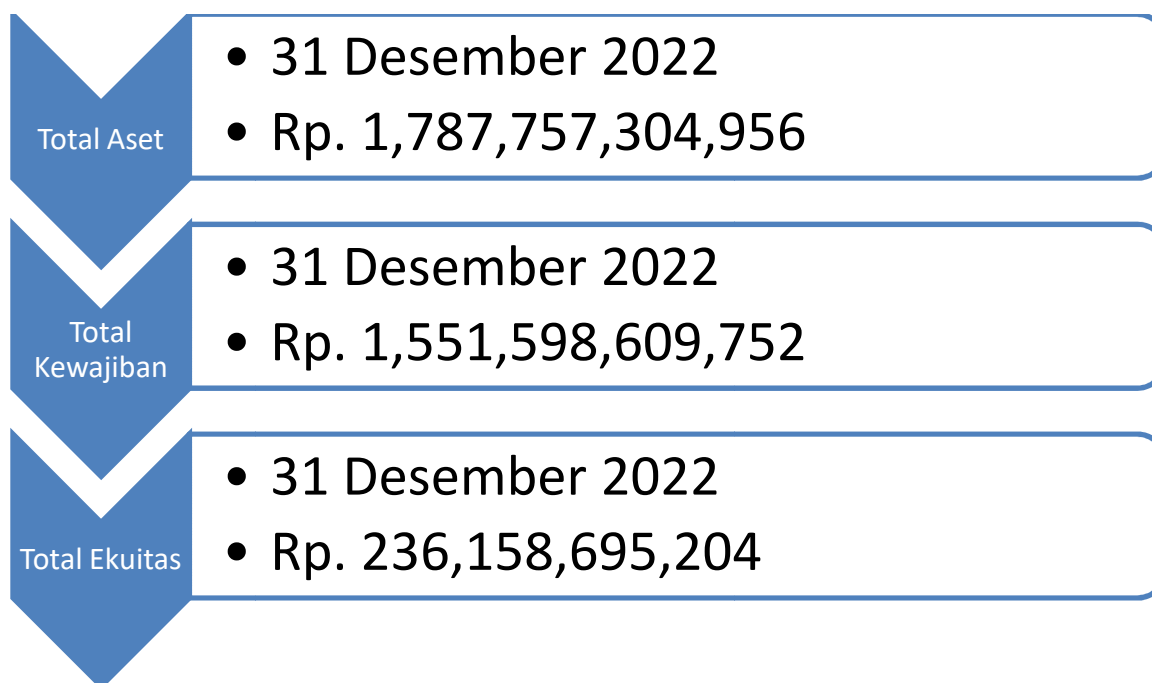 Total Aset
• 31 Desember 2022
• Rp. 1,787,757,304,956
Total
Kewajiban
• 31 Desember 2022
• Rp. 1,551,598,609,752
Total Ekuitas
• 31 Desember 2022
• Rp. 236,158,695,204